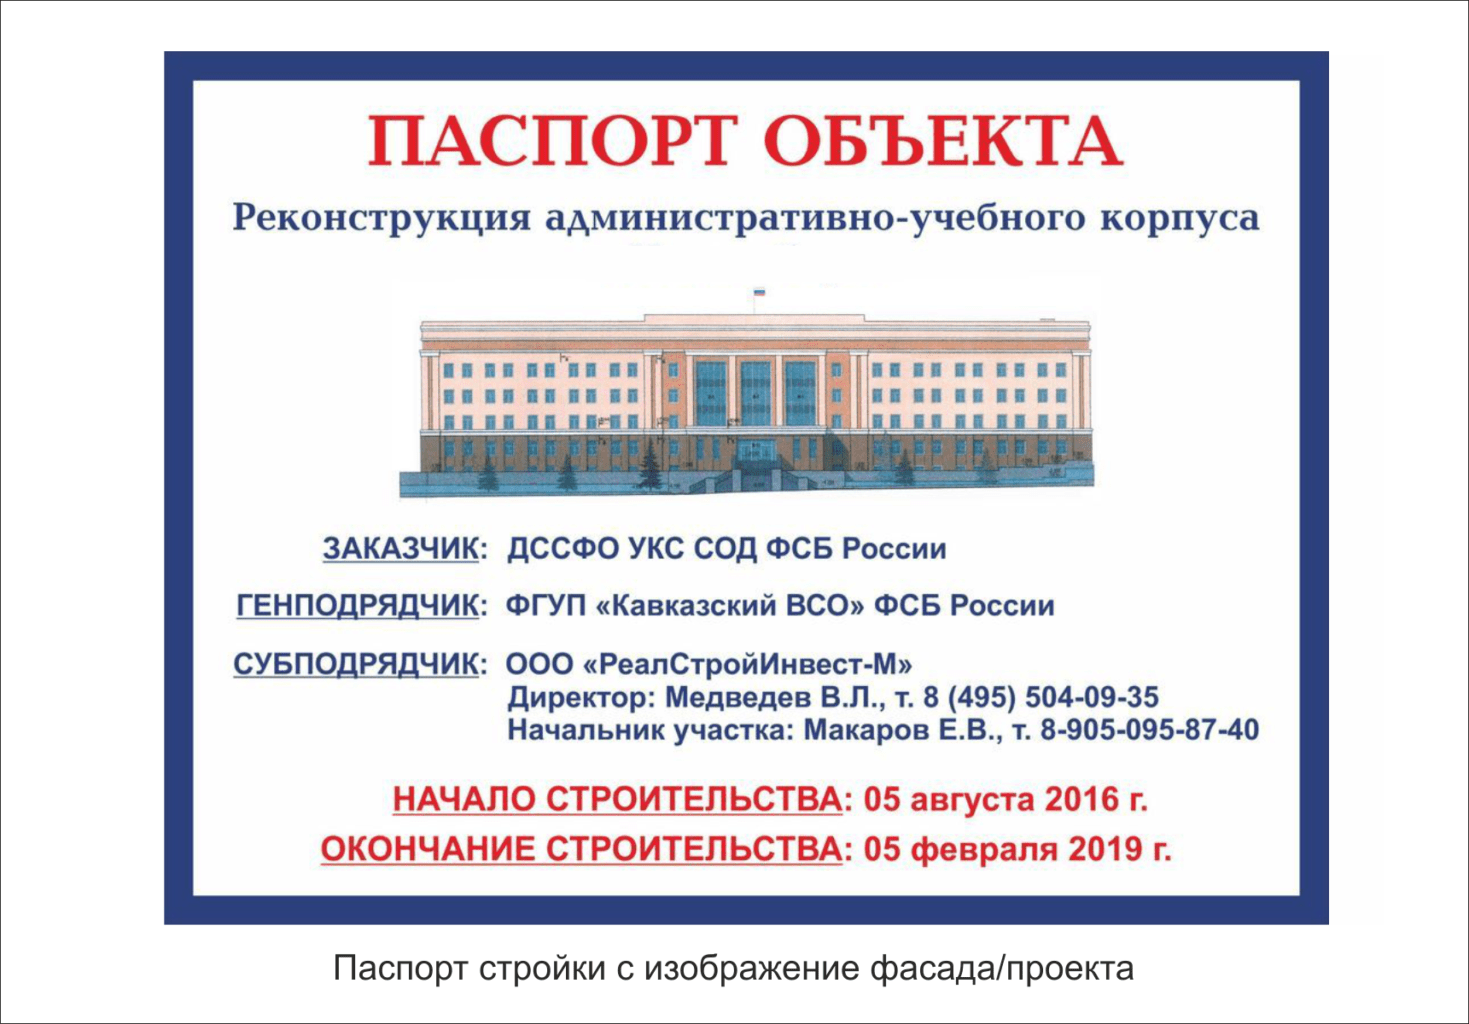 ПАСПОРТ ОБЪЕКТА
Реконструкция административно-учебного корпуса
ЗАКАЗЧИК: ДССФО УКС СОД ФСБ России
ГЕНПОДРЯДЧИК: ФГУП «Кавказский ВСО» ФСБ России
СУБПОДРЯДЧИК: ООО «РеалСтройИнвест-М»
Директор: Медведев В.Л., т. 8 (495) 504-09-35
Начальник участка: Макаров Е.В., т. 8-905-095-87-40
НАЧАЛО СТРОИТЕЛЬСТВА: 05 августа 2016 г.
ОКОНЧАНИЕ СТРОИТЕЛЬСТВА: 05 февраля 2019 г.
Паспорт стройки с изображение фасада/проекта